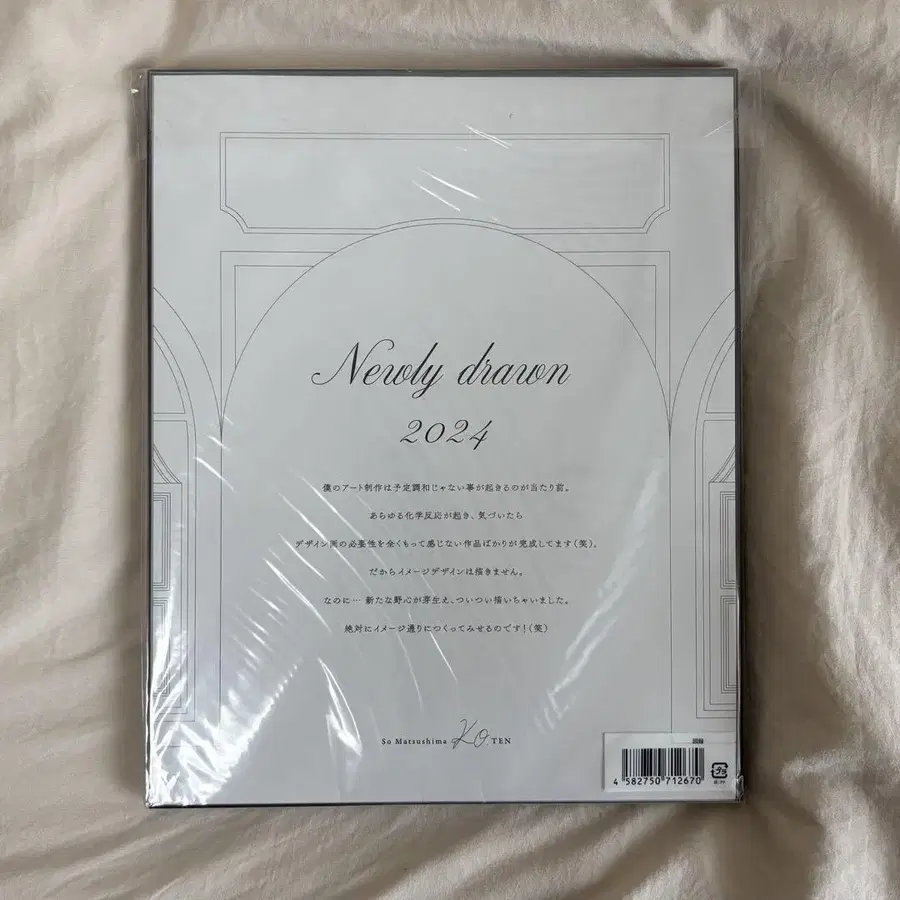 Newly drawn
2024
僕のアート制作は予定調和じゃない事が起きるのが当たり前。
あらゆる化学反応が起き、気づいたら
デザイン画の必要性を全くもって感じない作品ばかりが完成してます(笑)。
だからイメージデザインは描きません。
なのに… 新たな野心が芽生え、ついつい描いちゃいました。
絶対にイメージ通りにつくってみせるのです!(笑)
So Matsushima Ko. TEN
図録
4 582750 712670
プラ